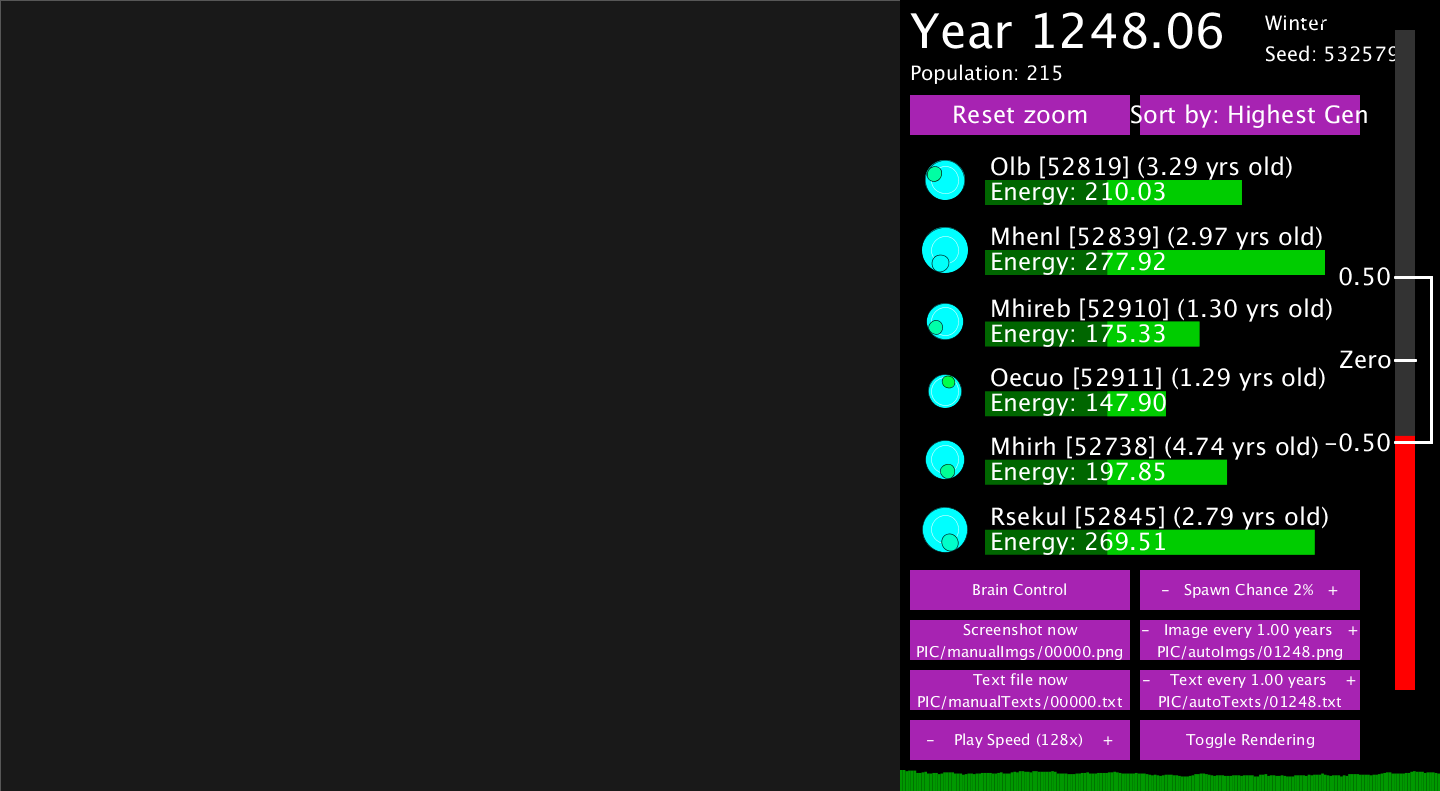 Year 1248.06
Winter
Seed: 532579
Population: 215
Reset zoom
Sort by: Highest Gen
Olb [52819] (3.29 yrs old)
Energy: 210.03
Mhenl [52839] (2.97 yrs old)
Energy: 277.92
0.50
Mhireb [52910] (1.30 yrs old)
Energy: 175.33
Zero
Oecuo [52911] (1.29 yrs old)
Energy: 147.90
Mhirh [52738] (4.74 yrs old)
-0.50
Energy: 197.85
Rsekul [52845] (2.79 yrs old)
Energy: 269.51
Brain Control
- Spawn Chance 2% +
Screenshot now
PIC/manualImgs/00000.png
- Image every 1.00 years +
PIC/autoImgs/01248.png
Text file now
PIC/manualTexts/00000.txt
- Text every 1.00 years +
PIC/autoTexts/01248.txt
- Play Speed (128x) +
Toggle Rendering